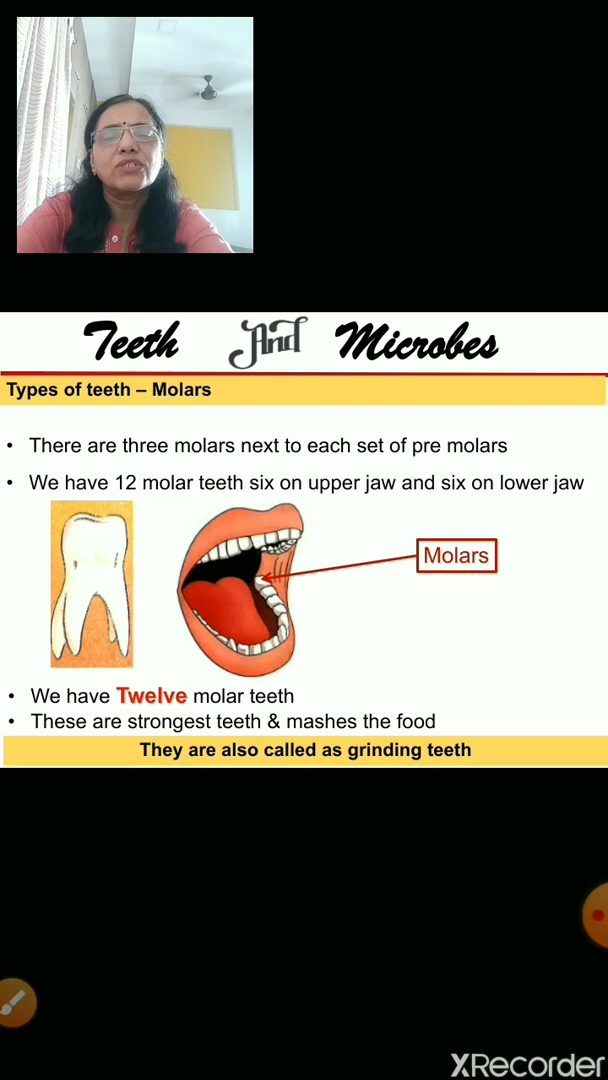 Teeth And Microbes
Types of teeth – Molars
• There are three molars next to each set of pre molars
• We have 12 molar teeth six on upper jaw and six on lower jaw
Molars
• We have Twelve molar teeth
• These are strongest teeth & mashes the food
They are also called as grinding teeth
XRecorder